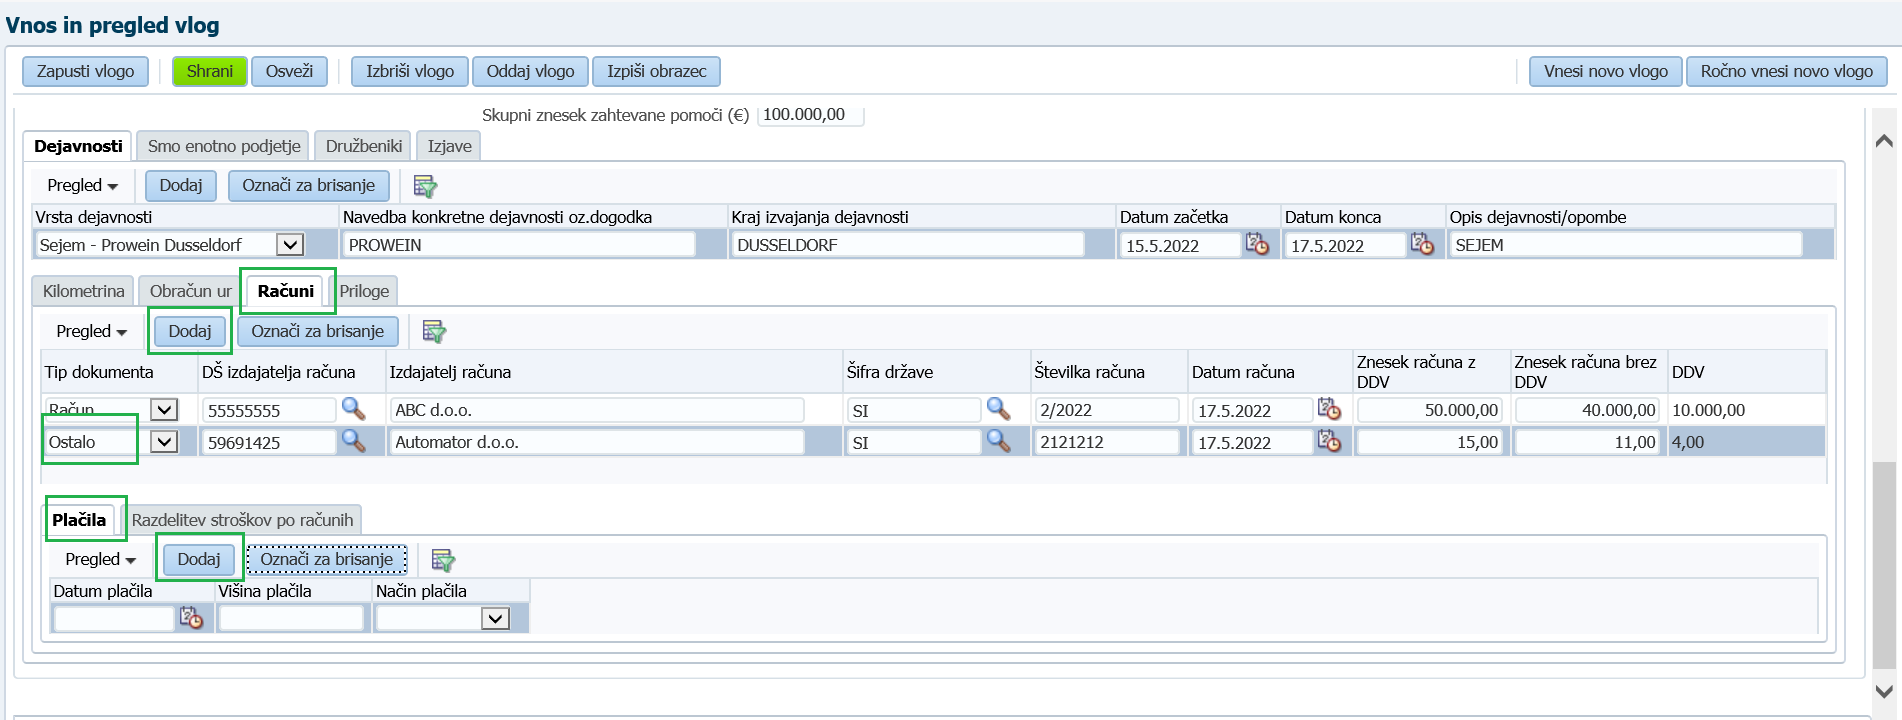 Vnos in pregled vlog
Zapusti vlogo Shrani Osveži Izbriši vlogo Oddaj vlogo Izpiši obrazec Vnesi novo vlogo Ročno vnesi novo vlogo
Skupni znesek zahtevane pomoči (€) 100.000,00
Dejavnosti Smo enotno podjetje Družbeniki Izjave
Pregled Dodaj Označi za brisanje
Vrsta dejavnosti Navedba konkretne dejavnosti oz.dogodka Kraj izvajanja dejavnosti Datum začetka Datum konca Opis dejavnosti/opombe
Sejem - Prowein Dusseldorf PROWEIN DUSSELDORF 15.5.2022 17.5.2022 SEJEM
Kilometrina Obračun ur Računi Priloge
Pregled Dodaj Označi za brisanje
Tip dokumenta DŠ izdajatelja računa Izdajatelj računa Šifra države Številka računa Datum računa Znesek računa z DDV Znesek računa brez DDV DDV
Račun 55555555 ABC d.o.o. SI 2/2022 17.5.2022 50.000,00 40.000,00 10.000,00
Ostalo 59691425 Automator d.o.o. SI 2121212 17.5.2022 15,00 11,00 4,00
Plačila Razdelitev stroškov po računih
Pregled Dodaj Označi za brisanje
Datum plačila Višina plačila Način plačila